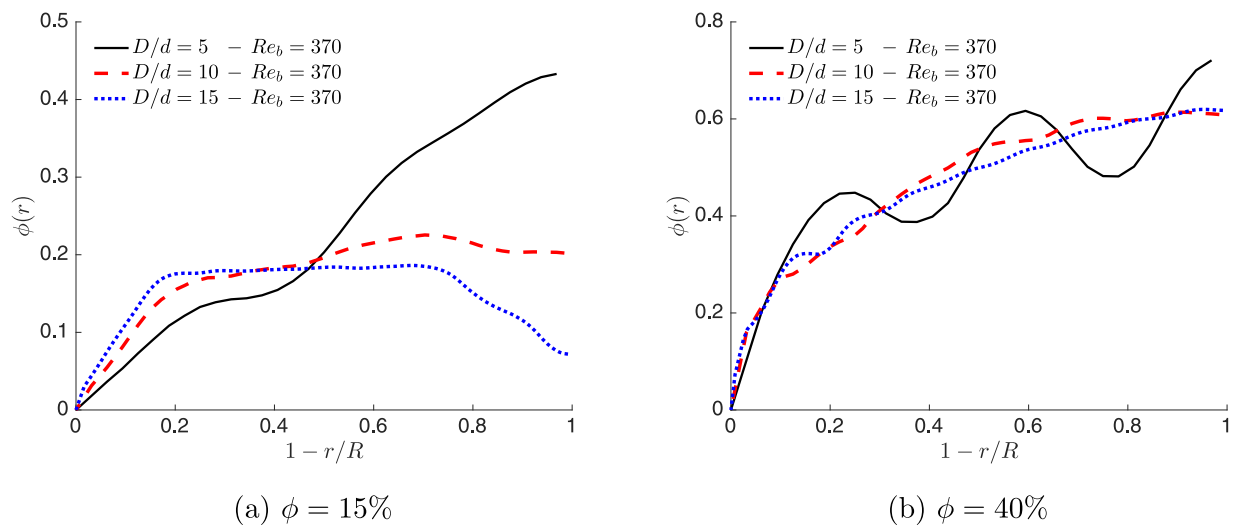 0.5
0.4
0.3
0.2
0.1
0
ϕ(r)
D/d = 5 − Re_b = 370
D/d = 10 − Re_b = 370
D/d = 15 − Re_b = 370
0 0.2 0.4 0.6 0.8 1
1 − r/R
(a) ϕ = 15%
0.8
0.6
0.4
0.2
0
ϕ(r)
D/d = 5 − Re_b = 370
D/d = 10 − Re_b = 370
D/d = 15 − Re_b = 370
0 0.2 0.4 0.6 0.8 1
1 − r/R
(b) ϕ = 40%